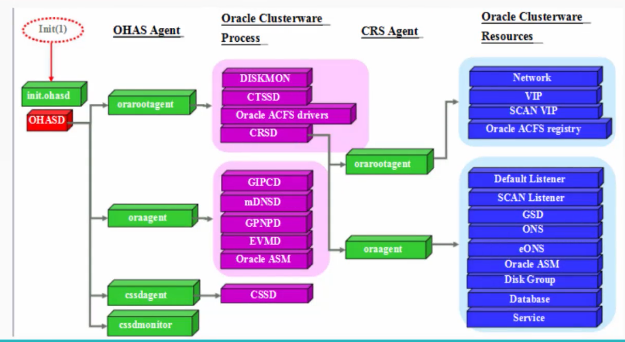 Init(1)
OHAS Agent
Oracle Clusterware
Process
CRS Agent
Oracle Clusterware
Resources
init.ohasd
OHASD
orarootagent
oraagent
cssdagent
cssdmonitor
DISKMON
CTSSD
Oracle ACFS drivers
CRSD
GIPCD
mDNSD
GPNPD
EVMD
Oracle ASM
CSSD
orarootagent
oraagent
Network
VIP
SCAN VIP
Oracle ACFS registry
Default Listener
SCAN Listener
GSD
ONS
eONS
Oracle ASM
Disk Group
Database
Service